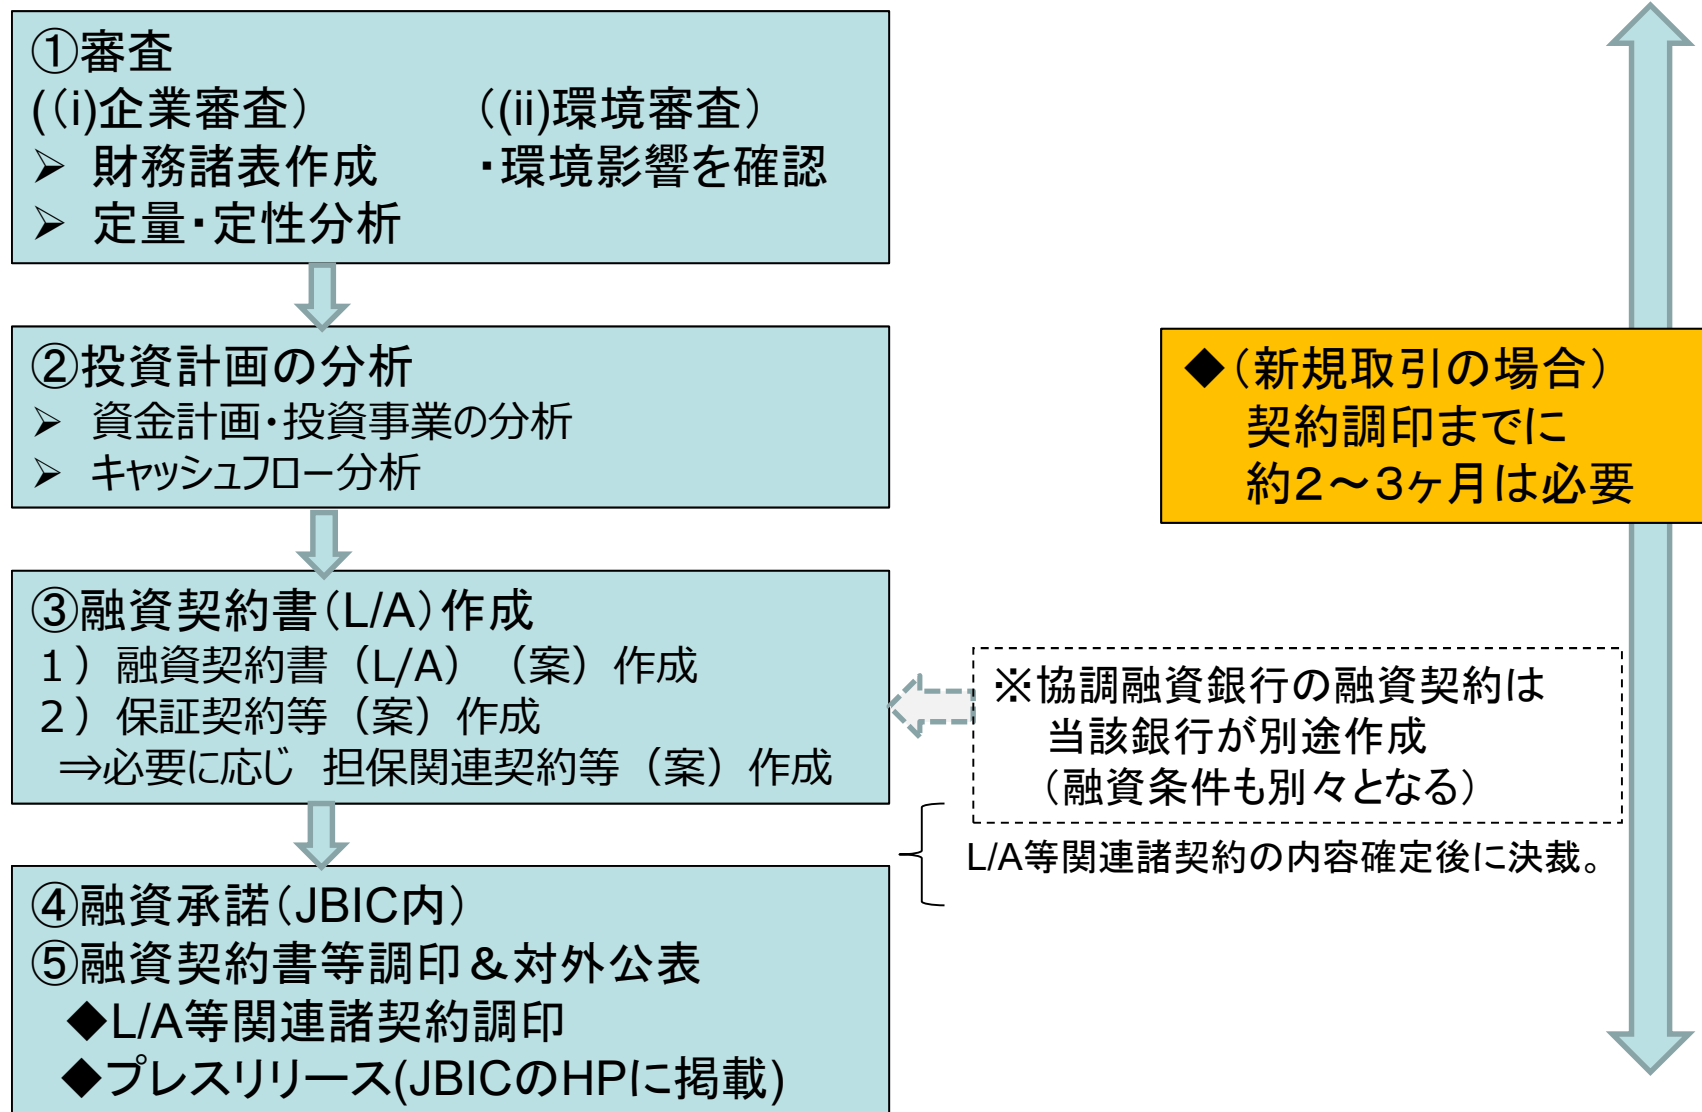 ①審査
((i)企業審査）　（(ii)環境審査）
➢ 財務諸表作成　・環境影響を確認
➢ 定量・定性分析
②投資計画の分析
➢ 資金計画・投資事業の分析
➢ キャッシュフロー分析
◆（新規取引の場合）
契約調印までに
約２～３ヶ月は必要
③融資契約書（L/A）作成
１）融資契約書（L/A）（案）作成
２）保証契約等（案）作成
⇒必要に応じ　担保関連契約等（案）作成
※協調融資銀行の融資契約は
当該銀行が別途作成
（融資条件も別々となる）
L/A等関連諸契約の内容確定後に決裁。
④融資承諾（JBIC内）
⑤融資契約書等調印＆対外公表
◆L/A等関連諸契約調印
◆プレスリリース(JBICのHPに掲載)